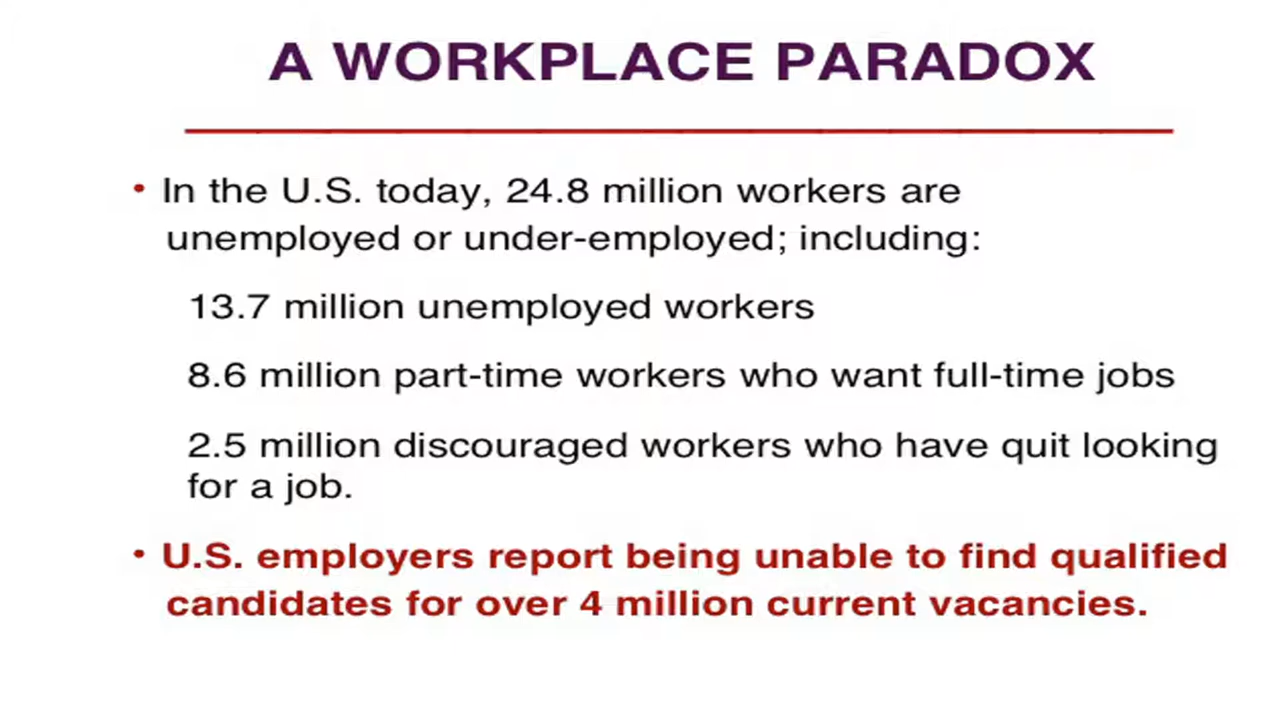 A WORKPLACE PARADOX
• In the U.S. today, 24.8 million workers are
unemployed or under-employed; including:
13.7 million unemployed workers
8.6 million part-time workers who want full-time jobs
2.5 million discouraged workers who have quit looking
for a job.
• U.S. employers report being unable to find qualified
candidates for over 4 million current vacancies.